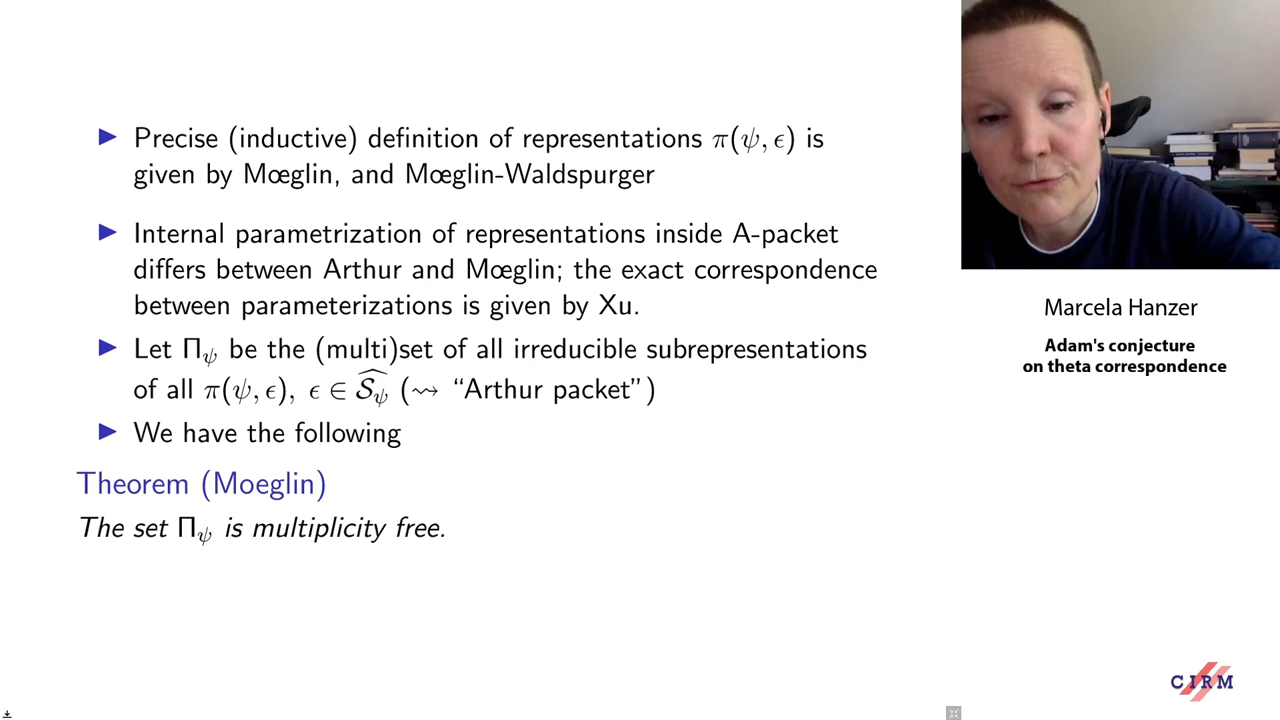 Precise (inductive) definition of representations π(ψ, ϵ) is
given by Mœglin, and Mœglin-Waldspurger
Internal parametrization of representations inside A-packet
differs between Arthur and Mœglin; the exact correspondence
between parameterizations is given by Xu.
Let Π_ψ be the (multi)set of all irreducible subrepresentations
of all π(ψ, ϵ), ϵ ∈ \widehat{S_ψ} (⇝ “Arthur packet”)
We have the following
Theorem (Moeglin)
The set Π_ψ is multiplicity free.
Marcela Hanzer
Adam's conjecture
on theta correspondence
CIRM